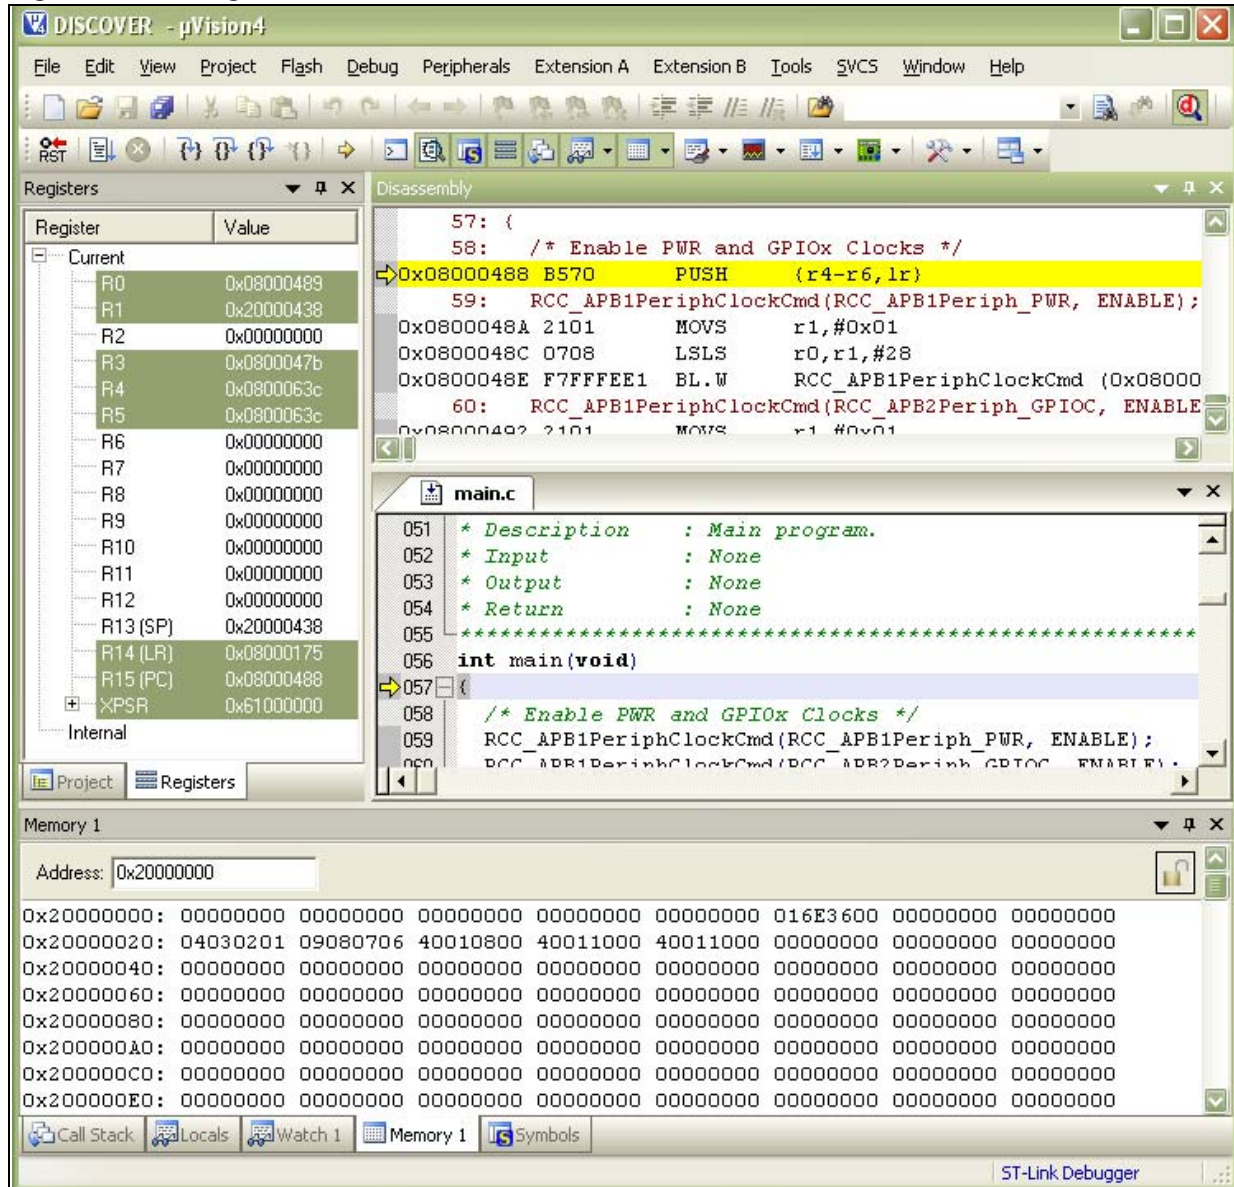 DISCOVER - µVision4
File Edit View Project Flash Debug Peripherals Extension A Extension B Tools SVCS Window Help
RST
Registers
Register Value
Current
R0 0x08000489
R1 0x20000438
R2 0x00000000
R3 0x0800047b
R4 0x0800063c
R5 0x0800063c
R6 0x00000000
R7 0x00000000
R8 0x00000000
R9 0x00000000
R10 0x00000000
R11 0x00000000
R12 0x00000000
R13 (SP) 0x20000438
R14 (LR) 0x08000175
R15 (PC) 0x08000488
XPSR 0x61000000
Internal
Project Registers
Disassembly
57: {
58: /* Enable PWR and GPIOx Clocks */
0x08000488 B570 PUSH {r4-r6,lr}
59: RCC_APB1PeriphClockCmd(RCC_APB1Periph_PWR, ENABLE);
0x0800048A 2101 MOVS r1,#0x01
0x0800048C 0708 LSLS r0,r1,#28
0x0800048E F7FFFEE1 BL.W RCC_APB1PeriphClockCmd (0x08000
60: RCC_APB1PeriphClockCmd(RCC_APB2Periph_GPIOC, ENABLE
0x08000492 2101 MOVS r1,#0x01
main.c
051 * Description : Main program.
052 * Input : None
053 * Output : None
054 * Return : None
055 ********************************************************
056 int main(void)
057 {
058 /* Enable PWR and GPIOx Clocks */
059 RCC_APB1PeriphClockCmd(RCC_APB1Periph_PWR, ENABLE);
060 RCC_APB1PeriphClockCmd(RCC_APB2Periph_GPIOC, ENABLE);
Memory 1
Address: 0x20000000
0x20000000: 00000000 00000000 00000000 00000000 00000000 016E3600 00000000 00000000
0x20000020: 04030201 09080706 40010800 40011000 40011000 00000000 00000000 00000000
0x20000040: 00000000 00000000 00000000 00000000 00000000 00000000 00000000 00000000
0x20000060: 00000000 00000000 00000000 00000000 00000000 00000000 00000000 00000000
0x20000080: 00000000 00000000 00000000 00000000 00000000 00000000 00000000 00000000
0x200000A0: 00000000 00000000 00000000 00000000 00000000 00000000 00000000 00000000
0x200000C0: 00000000 00000000 00000000 00000000 00000000 00000000 00000000 00000000
0x200000E0: 00000000 00000000 00000000 00000000 00000000 00000000 00000000 00000000
Call Stack Locals Watch 1 Memory 1 Symbols
ST-Link Debugger